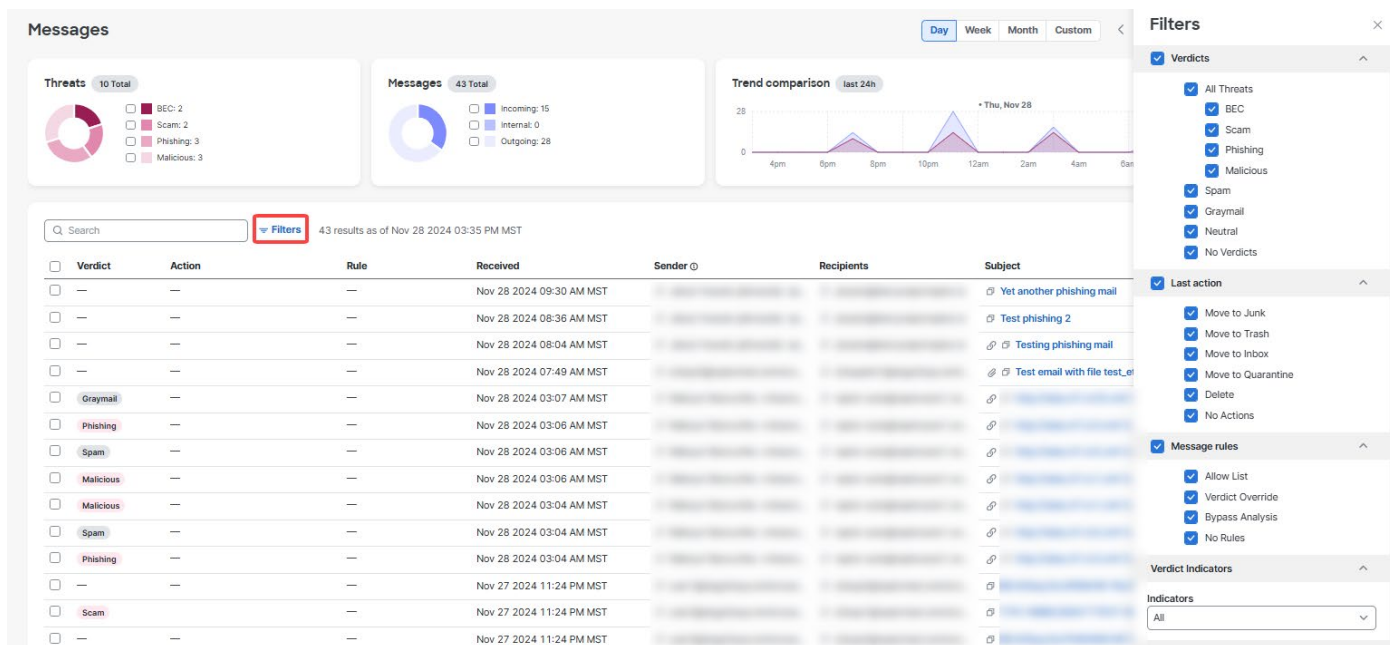 Messages
Day Week Month Custom
Threats 10 Total
BEC: 2
Scam: 2
Phishing: 3
Malicious: 3
Messages 43 Total
Incoming: 15
Internal: 0
Outgoing: 28
Trend comparison last 24h
• Thu, Nov 28
28
0
4pm 6pm 8pm 10pm 12am 2am 4am 6am
Search Filters 43 results as of Nov 28 2024 03:35 PM MST
Verdict Action Rule Received Sender Recipients Subject
— — — Nov 28 2024 09:30 AM MST Yet another phishing mail
— — — Nov 28 2024 08:36 AM MST Test phishing 2
— — — Nov 28 2024 08:04 AM MST Testing phishing mail
— — — Nov 28 2024 07:49 AM MST Test email with file test_et
Graymail — — Nov 28 2024 03:07 AM MST
Phishing — — Nov 28 2024 03:06 AM MST
Spam — — Nov 28 2024 03:06 AM MST
Malicious — — Nov 28 2024 03:06 AM MST
Malicious — — Nov 28 2024 03:04 AM MST
Spam — — Nov 28 2024 03:04 AM MST
Phishing — — Nov 28 2024 03:04 AM MST
— — — Nov 27 2024 11:24 PM MST
Scam — — Nov 27 2024 11:24 PM MST
— — — Nov 27 2024 11:24 PM MST
Filters
Verdicts
All Threats
BEC
Scam
Phishing
Malicious
Spam
Graymail
Neutral
No Verdicts
Last action
Move to Junk
Move to Trash
Move to Inbox
Move to Quarantine
Delete
No Actions
Message rules
Allow List
Verdict Override
Bypass Analysis
No Rules
Verdict Indicators
Indicators
All